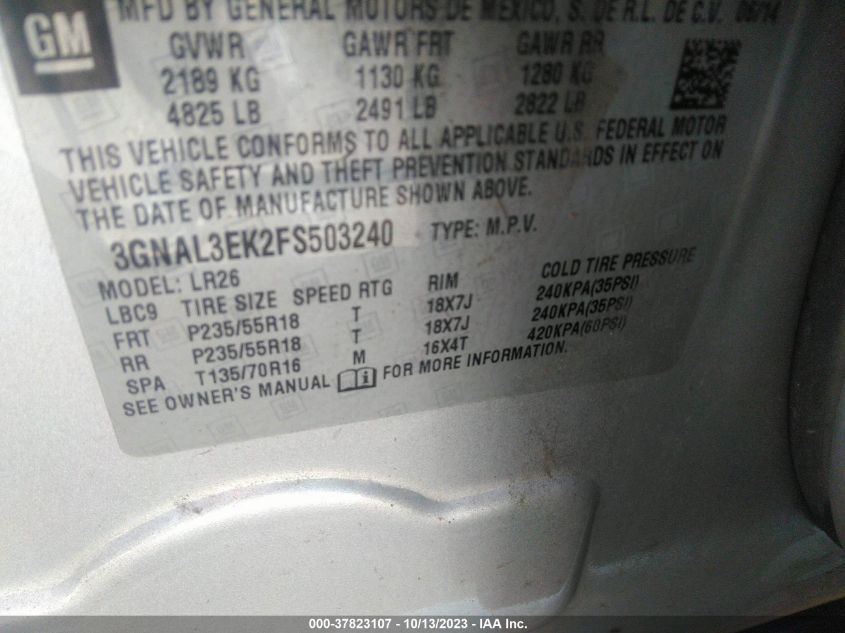 GM
MFD BY GENERAL MOTORS DE MEXICO, S. DE R.L. DE C.V. 06/14
GVWR GAWR FRT GAWR RR
2189 KG 1130 KG 1280 KG
4825 LB 2491 LB 2822 LB
THIS VEHICLE CONFORMS TO ALL APPLICABLE U.S. FEDERAL MOTOR
VEHICLE SAFETY AND THEFT PREVENTION STANDARDS IN EFFECT ON
THE DATE OF MANUFACTURE SHOWN ABOVE.
3GNAL3EK2FS503240 TYPE: M.P.V.
MODEL: LR26
LBC9 TIRE SIZE SPEED RTG RIM COLD TIRE PRESSURE
FRT P235/55R18 T 18X7J 240KPA(35PSI)
RR P235/55R18 T 18X7J 240KPA(35PSI)
SPA T135/70R16 M 16X4T 420KPA(60PSI)
SEE OWNER'S MANUAL FOR MORE INFORMATION.
000-37823107 - 10/13/2023 - IAA Inc.